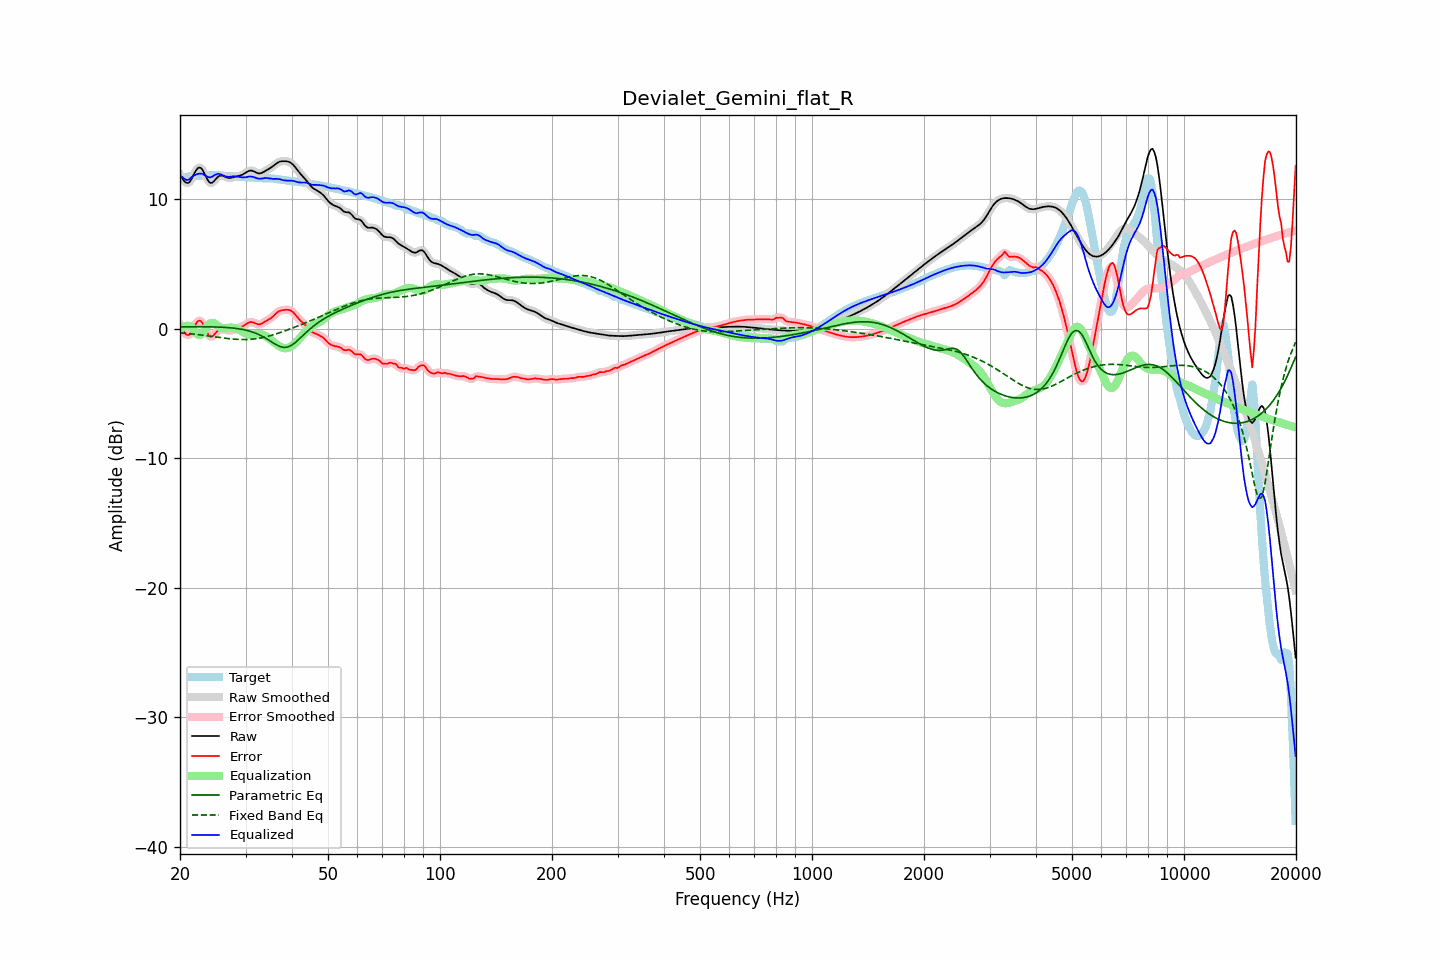 Devialet_Gemini_flat_R
Amplitude (dBr)
10
0
−10
−20
−30
−40
Target
Raw Smoothed
Error Smoothed
Raw
Error
Equalization
Parametric Eq
Fixed Band Eq
Equalized
20 50 100 200 500 1000 2000 5000 10000 20000
Frequency (Hz)